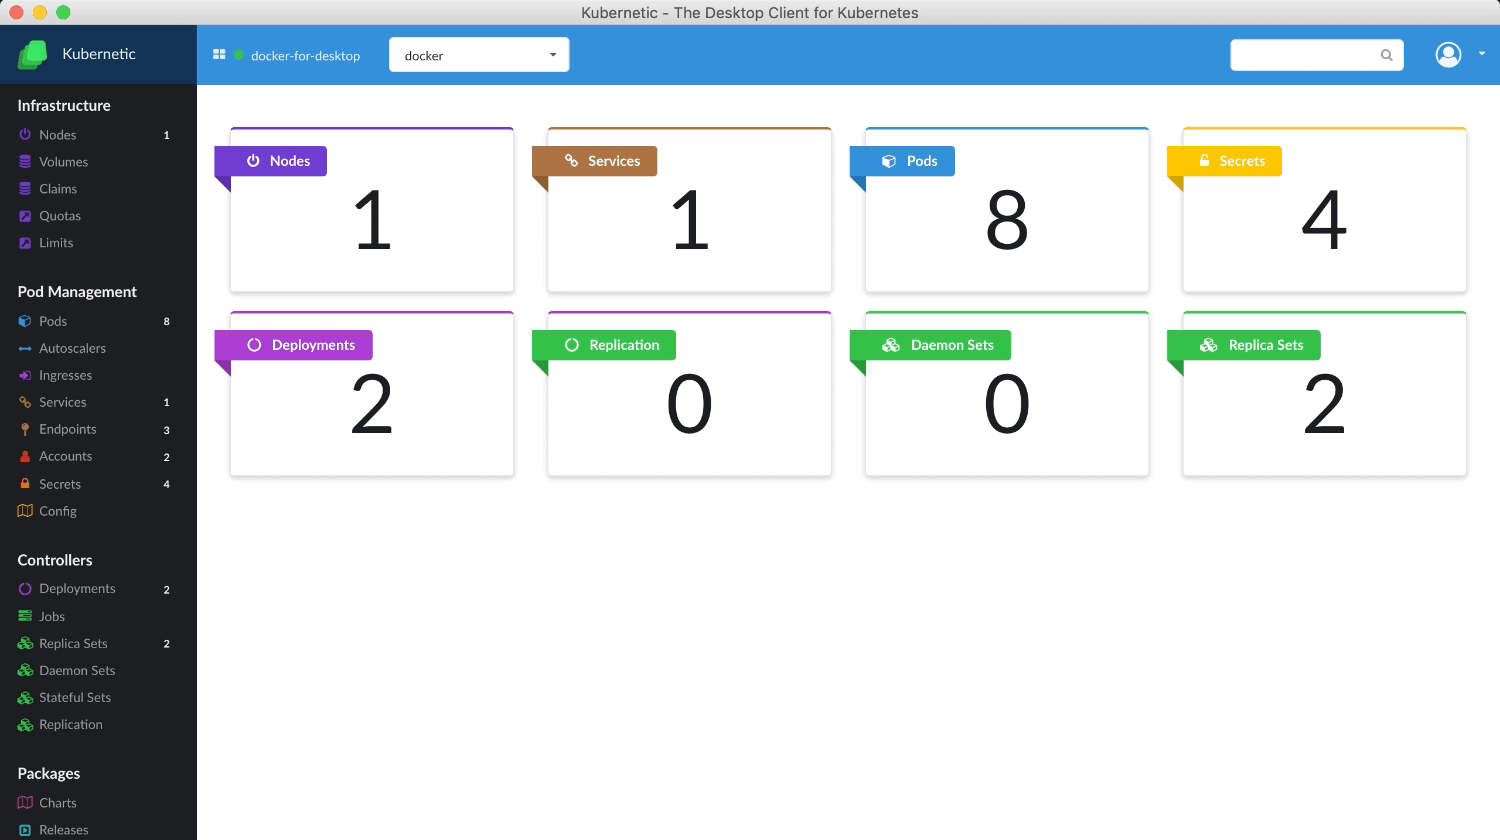 Kubernetic - The Desktop Client for Kubernetes
Kubernetic
docker-for-desktop
docker
Infrastructure
Nodes 1
Volumes
Claims
Quotas
Limits
Pod Management
Pods 8
Autoscalers
Ingresses
Services 1
Endpoints 3
Accounts 2
Secrets 4
Config
Controllers
Deployments 2
Jobs
Replica Sets 2
Daemon Sets
Stateful Sets
Replication
Packages
Charts
Releases
Nodes
1
Services
1
Pods
8
Secrets
4
Deployments
2
Replication
0
Daemon Sets
0
Replica Sets
2